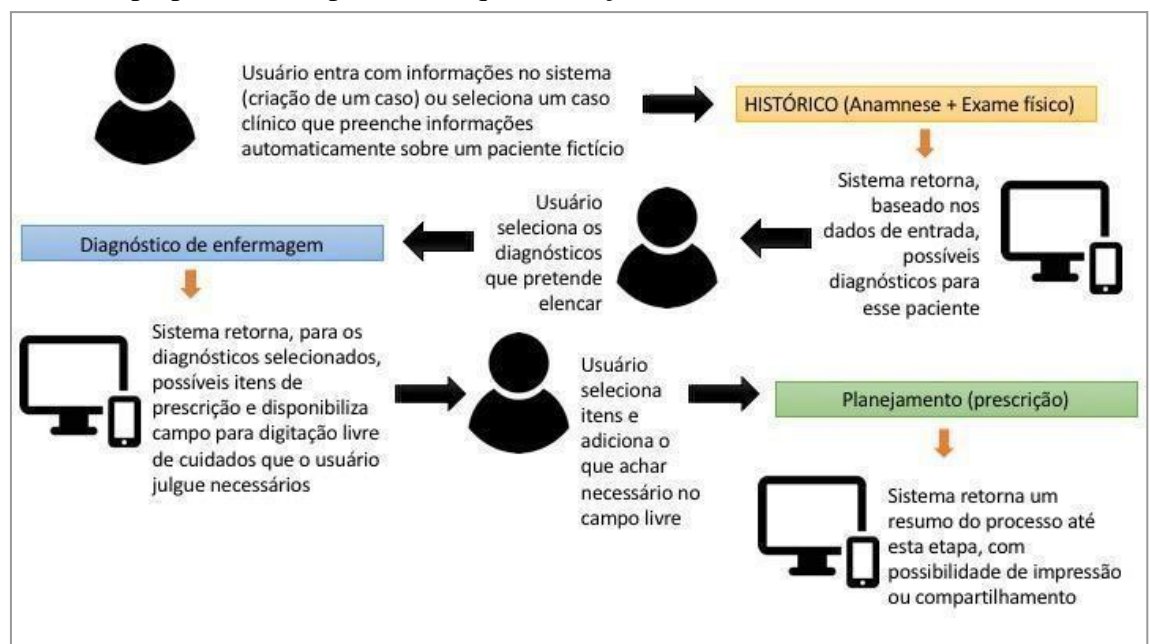 Usuário entra com informações no sistema
(criação de um caso) ou seleciona um caso
clínico que preenche informações
automaticamente sobre um paciente fictício
HISTÓRICO (Anamnese + Exame físico)
Sistema retorna,
baseado nos
dados de entrada,
possíveis
diagnósticos para
esse paciente
Usuário
seleciona os
diagnósticos
que pretende
elencar
Diagnóstico de enfermagem
Sistema retorna, para os
diagnósticos selecionados,
possíveis itens de
prescrição e disponibiliza
campo para digitação livre
de cuidados que o usuário
julgue necessários
Usuário
seleciona
itens e
adiciona o
que achar
necessário no
campo livre
Planejamento (prescrição)
Sistema retorna um
resumo do processo até
esta etapa, com
possibilidade de impressão
ou compartilhamento